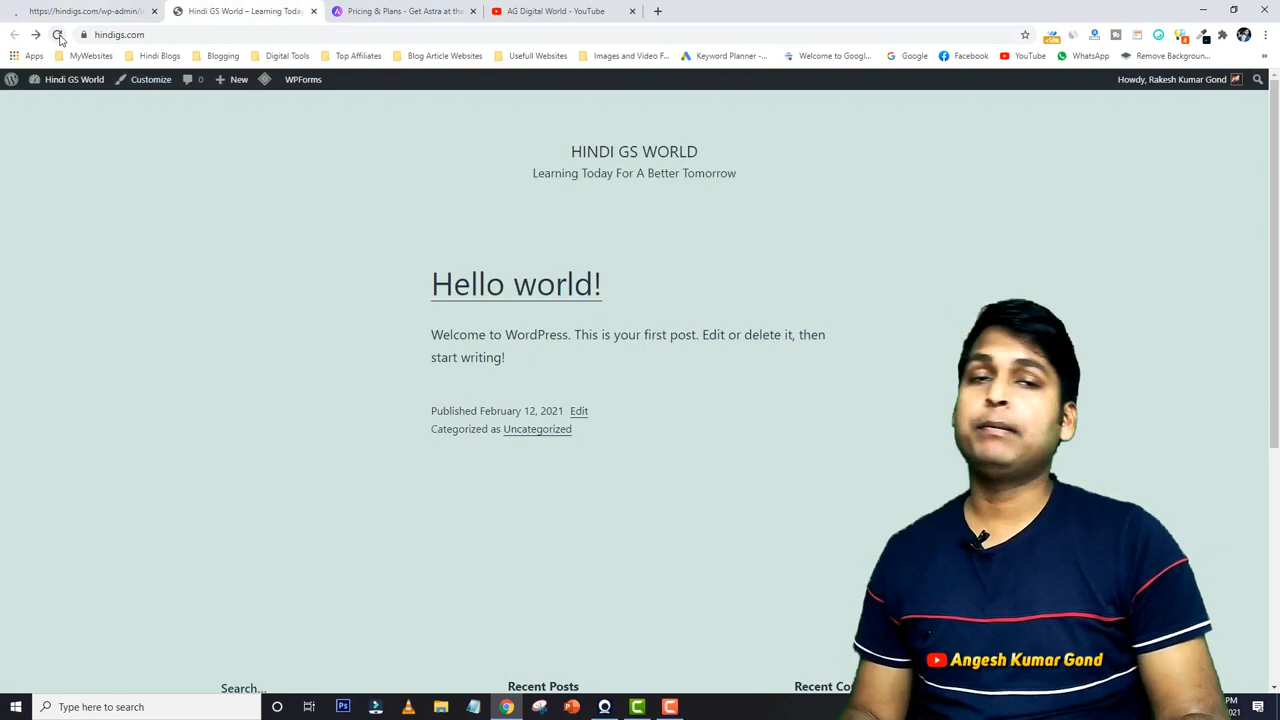 https://hindigs.com/wp-admin/
Hindi GS World – Learning Today
Pricing & Plans - Get Astra at the
AG Digital World - YouTube
hindigs.com
Apps
MyWebsites
Hindi Blogs
Blogging
Digital Tools
Top Affiliates
Blog Article Websites
Usefull Websites
Images and Video F...
Keyword Planner -...
Welcome to Googl...
Google
Facebook
YouTube
WhatsApp
Remove Backgroun...
Hindi GS World
Customize
0
New
WPForms
Howdy, Rakesh Kumar Gond
HINDI GS WORLD
Learning Today For A Better Tomorrow
Hello world!
Welcome to WordPress. This is your first post. Edit or delete it, then
start writing!
Published February 12, 2021 Edit
Categorized as Uncategorized
Angesh Kumar Gond
Search...
Recent Posts
Recent Co
Type here to search
PM
2021